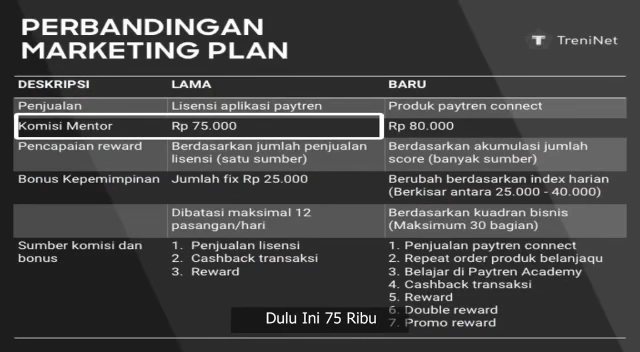 PERBANDINGAN
MARKETING PLAN
TreniNet
DESKRIPSI LAMA BARU
Penjualan Lisensi aplikasi paytren Produk paytren connect
Komisi Mentor Rp 75.000 Rp 80.000
Pencapaian reward Berdasarkan jumlah penjualan Berdasarkan akumulasi jumlah
lisensi (satu sumber) score (banyak sumber)
Bonus Kepemimpinan Jumlah fix Rp 25.000 Berubah berdasarkan index harian
(Berkisar antara 25.000 - 40.000)
Dibatasi maksimal 12 Berdasarkan kuadran bisnis
pasangan/hari (Maksimum 30 bagian)
Sumber komisi dan 1. Penjualan lisensi 1. Penjualan paytren connect
bonus 2. Cashback transaksi 2. Repeat order produk belanjaqu
3. Reward 3. Belajar di Paytren Academy
4. Cashback transaksi
5. Reward
6. Double reward
7. Promo reward
Dulu Ini 75 Ribu